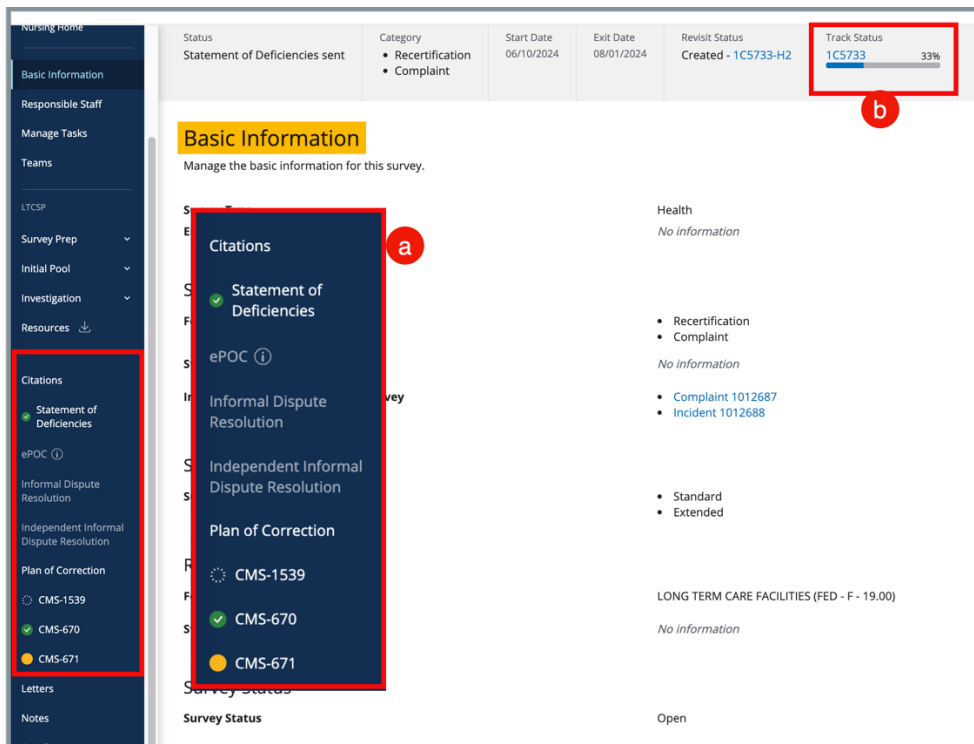 Nursing Home
Basic Information
Responsible Staff
Manage Tasks
Teams
LTCSP
Survey Prep
Initial Pool
Investigation
Resources
Citations
Statement of
Deficiencies
ePOC
Informal Dispute
Resolution
Independent Informal
Dispute Resolution
Plan of Correction
CMS-1539
CMS-670
CMS-671
Letters
Notes
Status
Statement of Deficiencies sent
Category
• Recertification
• Complaint
Start Date
06/10/2024
Exit Date
08/01/2024
Revisit Status
Created - 1C5733-H2
Track Status
1C5733 33%
b
Basic Information
Manage the basic information for this survey.
Health
No information
a
Citations
Statement of
Deficiencies
ePOC
Informal Dispute
Resolution
Independent Informal
Dispute Resolution
Plan of Correction
CMS-1539
CMS-670
CMS-671
• Recertification
• Complaint
No information
vey
• Complaint 1012687
• Incident 1012688
• Standard
• Extended
LONG TERM CARE FACILITIES (FED - F - 19.00)
No information
Survey Status
Survey Status Open